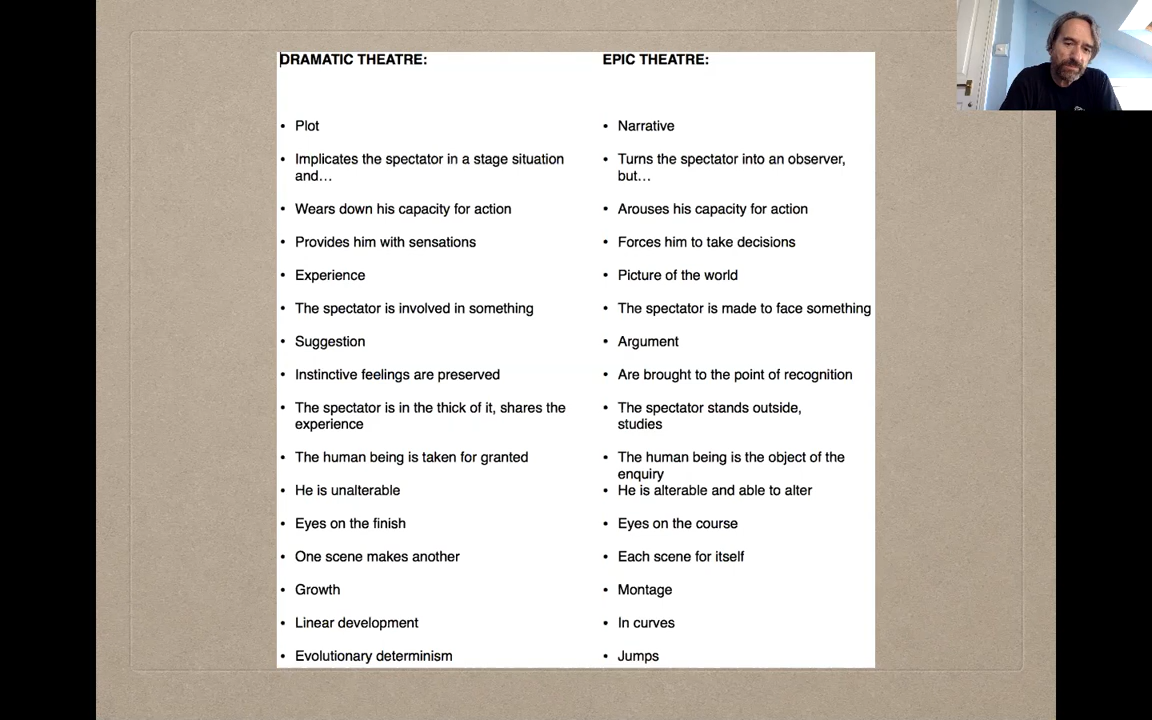 DRAMATIC THEATRE:
• Plot
• Implicates the spectator in a stage situation
and…
• Wears down his capacity for action
• Provides him with sensations
• Experience
• The spectator is involved in something
• Suggestion
• Instinctive feelings are preserved
• The spectator is in the thick of it, shares the
experience
• The human being is taken for granted
• He is unalterable
• Eyes on the finish
• One scene makes another
• Growth
• Linear development
• Evolutionary determinism
EPIC THEATRE:
• Narrative
• Turns the spectator into an observer,
but…
• Arouses his capacity for action
• Forces him to take decisions
• Picture of the world
• The spectator is made to face something
• Argument
• Are brought to the point of recognition
• The spectator stands outside,
studies
• The human being is the object of the
enquiry
• He is alterable and able to alter
• Eyes on the course
• Each scene for itself
• Montage
• In curves
• Jumps